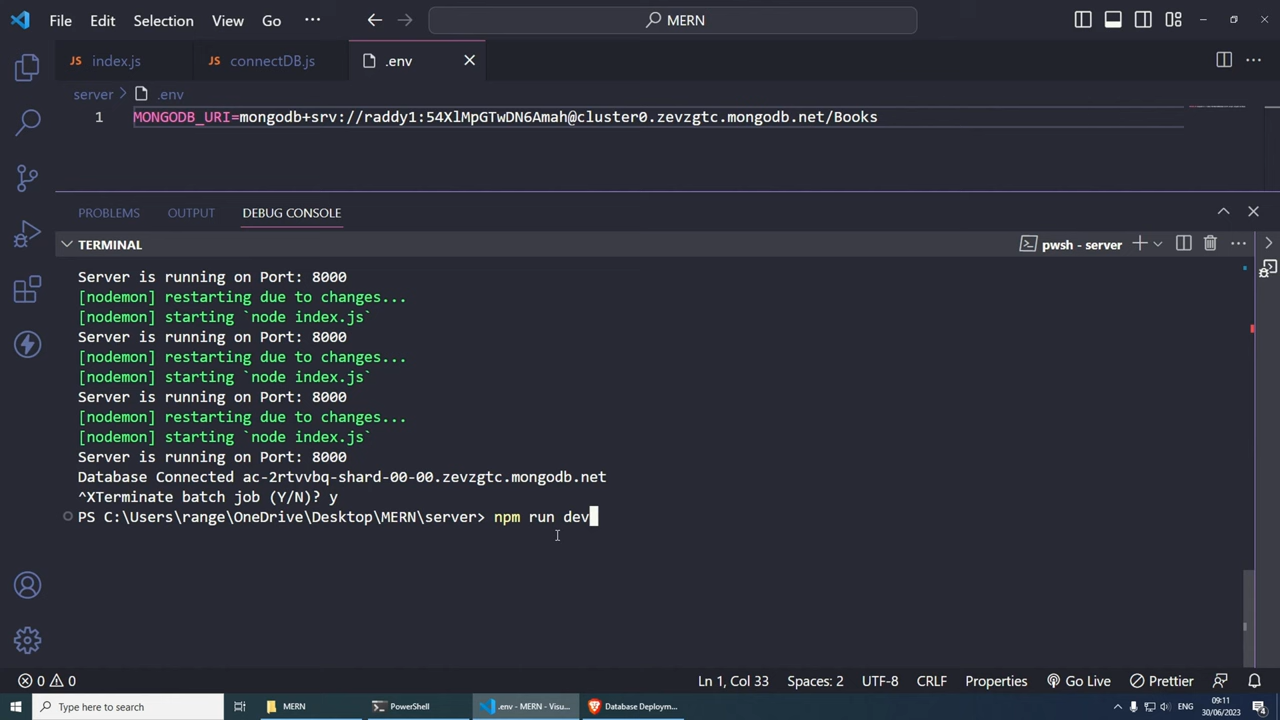 File Edit Selection View Go ··· MERN
JS index.js JS connectDB.js .env
server > .env
1 MONGODB_URI=mongodb+srv://raddy1:54XlMpGTwDN6Amah@cluster0.zevzgtc.mongodb.net/Books
PROBLEMS OUTPUT DEBUG CONSOLE
TERMINAL pwsh - server
Server is running on Port: 8000
[nodemon] restarting due to changes...
[nodemon] starting `node index.js`
Server is running on Port: 8000
[nodemon] restarting due to changes...
[nodemon] starting `node index.js`
Server is running on Port: 8000
[nodemon] restarting due to changes...
[nodemon] starting `node index.js`
Server is running on Port: 8000
Database Connected ac-2rtvvbq-shard-00-00.zevzgtc.mongodb.net
^XTerminate batch job (Y/N)? y
PS C:\Users\range\OneDrive\Desktop\MERN\server> npm run dev
0 0 Ln 1, Col 33 Spaces: 2 UTF-8 CRLF Properties Go Live Prettier
Type here to search MERN PowerShell .env - MERN - Visu... Database Deploym... ENG 09:11
30/06/2023